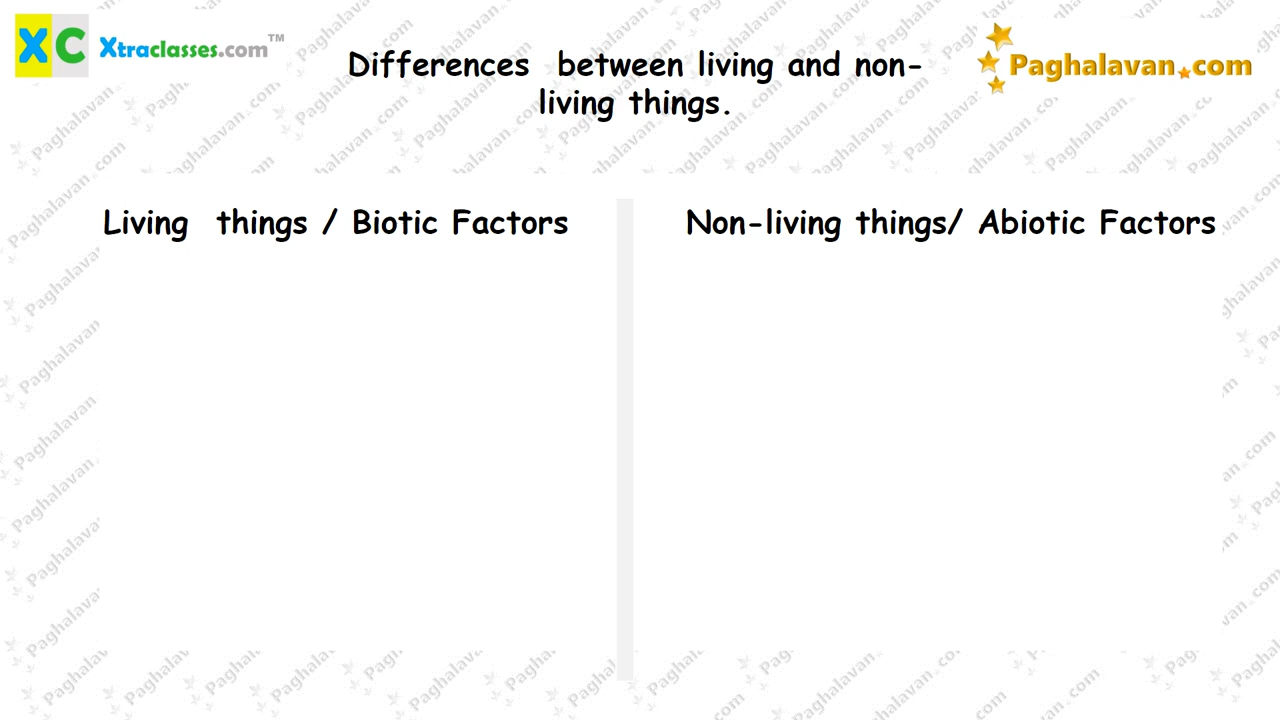 XC Xtraclasses.com™
Differences between living and non-
living things.
Paghalavan.com
Living things / Biotic Factors
Non-living things/ Abiotic Factors